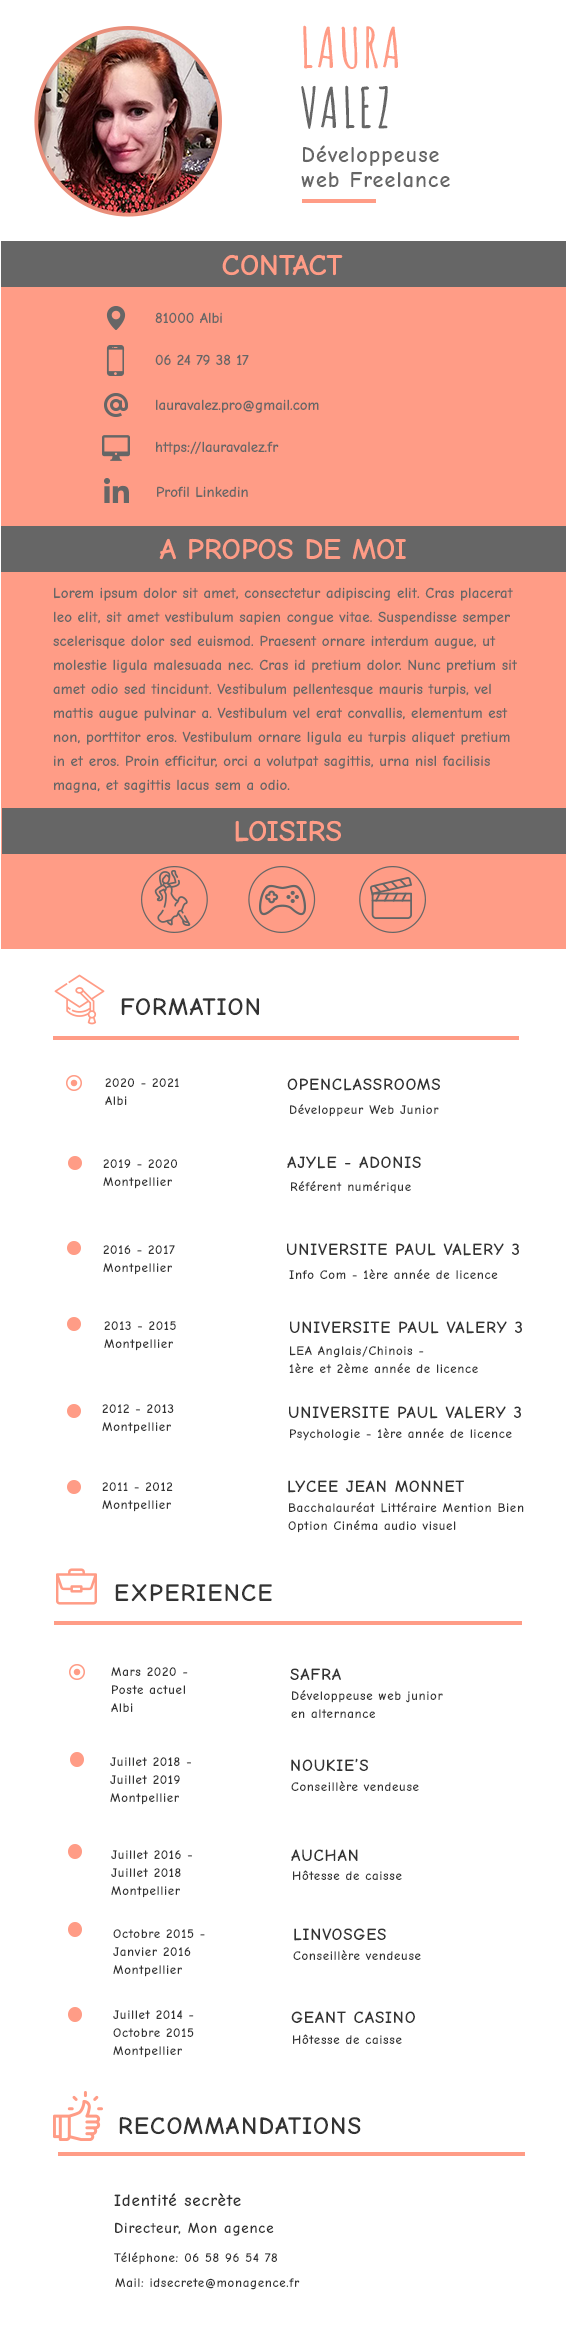 LAURA
VALEZ
Développeuse
web Freelance
CONTACT
81000 Albi
06 24 79 38 17
lauravalez.pro@gmail.com
https://lauravalez.fr
in Profil Linkedin
A PROPOS DE MOI
Lorem ipsum dolor sit amet, consectetur adipiscing elit. Cras placerat
leo elit, sit amet vestibulum sapien congue vitae. Suspendisse semper
scelerisque dolor sed euismod. Praesent ornare interdum augue, ut
molestie ligula malesuada nec. Cras id pretium dolor. Nunc pretium sit
amet odio sed tincidunt. Vestibulum pellentesque mauris turpis, vel
mattis augue pulvinar a. Vestibulum vel erat convallis, elementum est
non, porttitor eros. Vestibulum ornare ligula eu turpis aliquet pretium
in et eros. Proin efficitur, orci a volutpat sagittis, urna nisl facilisis
magna, et sagittis lacus sem a odio.
LOISIRS
FORMATION
2020 - 2021
Albi
OPENCLASSROOMS
Développeur Web Junior
2019 - 2020
Montpellier
AJYLE - ADONIS
Référent numérique
2016 - 2017
Montpellier
UNIVERSITE PAUL VALERY 3
Info Com - 1ère année de licence
2013 - 2015
Montpellier
UNIVERSITE PAUL VALERY 3
LEA Anglais/Chinois -
1ère et 2ème année de licence
2012 - 2013
Montpellier
UNIVERSITE PAUL VALERY 3
Psychologie - 1ère année de licence
2011 - 2012
Montpellier
LYCEE JEAN MONNET
Bacchalauréat Littéraire Mention Bien
Option Cinéma audio visuel
EXPERIENCE
Mars 2020 -
Poste actuel
Albi
SAFRA
Développeuse web junior
en alternance
Juillet 2018 -
Juillet 2019
Montpellier
NOUKIE'S
Conseillère vendeuse
Juillet 2016 -
Juillet 2018
Montpellier
AUCHAN
Hôtesse de caisse
Octobre 2015 -
Janvier 2016
Montpellier
LINVOSGES
Conseillère vendeuse
Juillet 2014 -
Octobre 2015
Montpellier
GEANT CASINO
Hôtesse de caisse
RECOMMANDATIONS
Identité secrète
Directeur, Mon agence
Téléphone: 06 58 96 54 78
Mail: idsecrete@monagence.fr